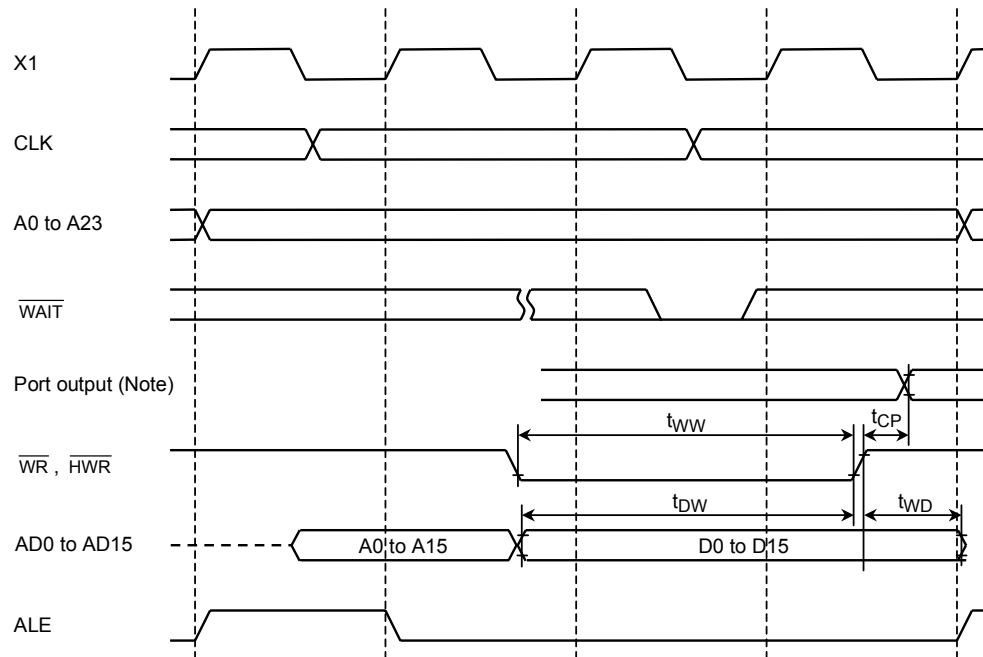 X1
CLK
A0 to A23
WAIT
Port output (Note)
tWW
tCP
WR , HWR
tDW
tWD
AD0 to AD15
A0 to A15
D0 to D15
ALE